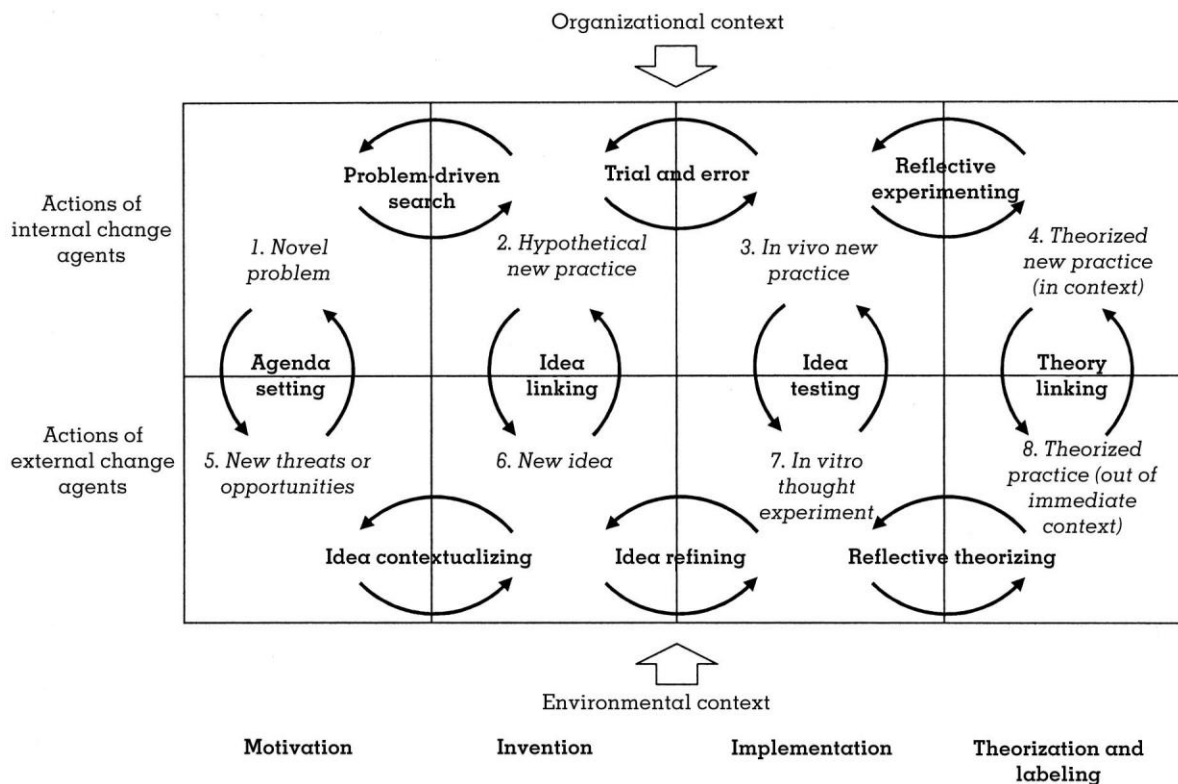 Organizational context
Actions of
internal change
agents
Problem-driven
search
Trial and error
Reflective
experimenting
1. Novel
problem
2. Hypothetical
new practice
3. In vivo new
practice
4. Theorized
new practice
(in context)
Agenda
setting
Idea
linking
Idea
testing
Theory
linking
Actions of
external change
agents
5. New threats or
opportunities
6. New idea
7. In vitro
thought
experiment
8. Theorized
practice (out of
immediate
context)
Idea contextualizing
Idea refining
Reflective theorizing
Environmental context
Motivation
Invention
Implementation
Theorization and
labeling